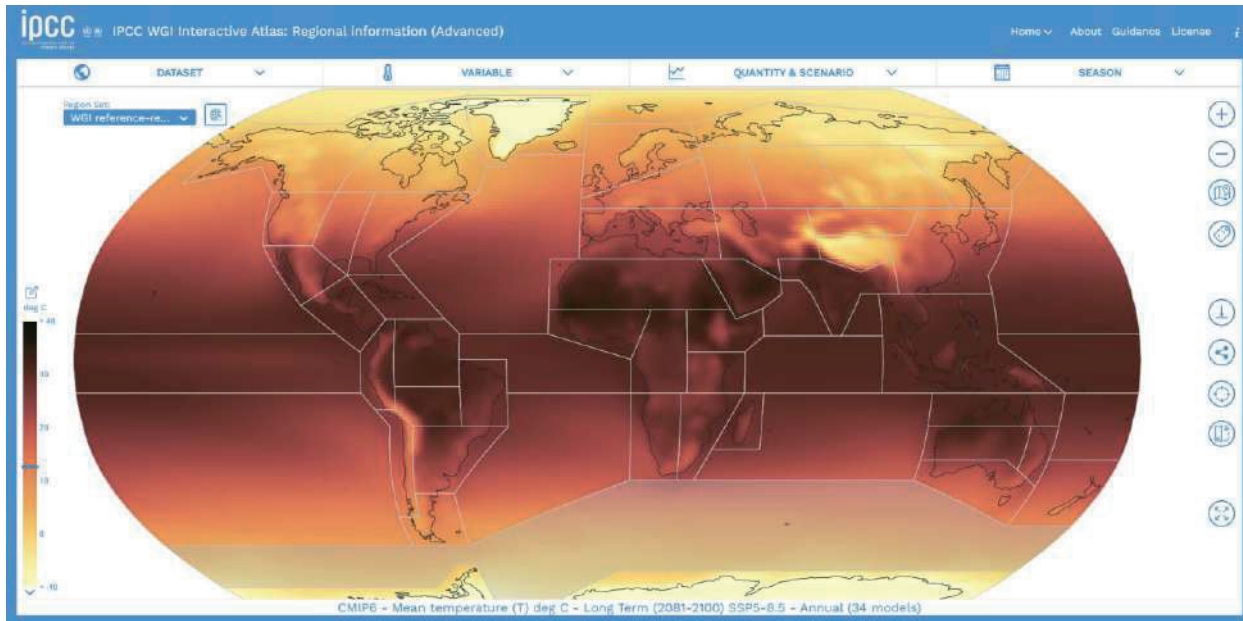 ipcc
IPCC WGI Interactive Atlas: Regional information (Advanced)
Home About Guidance License i
DATASET VARIABLE QUANTITY & SCENARIO SEASON
Region Set:
WGI reference-re...
deg C
30
20
10
0
CMIP6 - Mean temperature (T) deg C - Long Term (2081-2100) SSP5-8.5 - Annual (34 models)